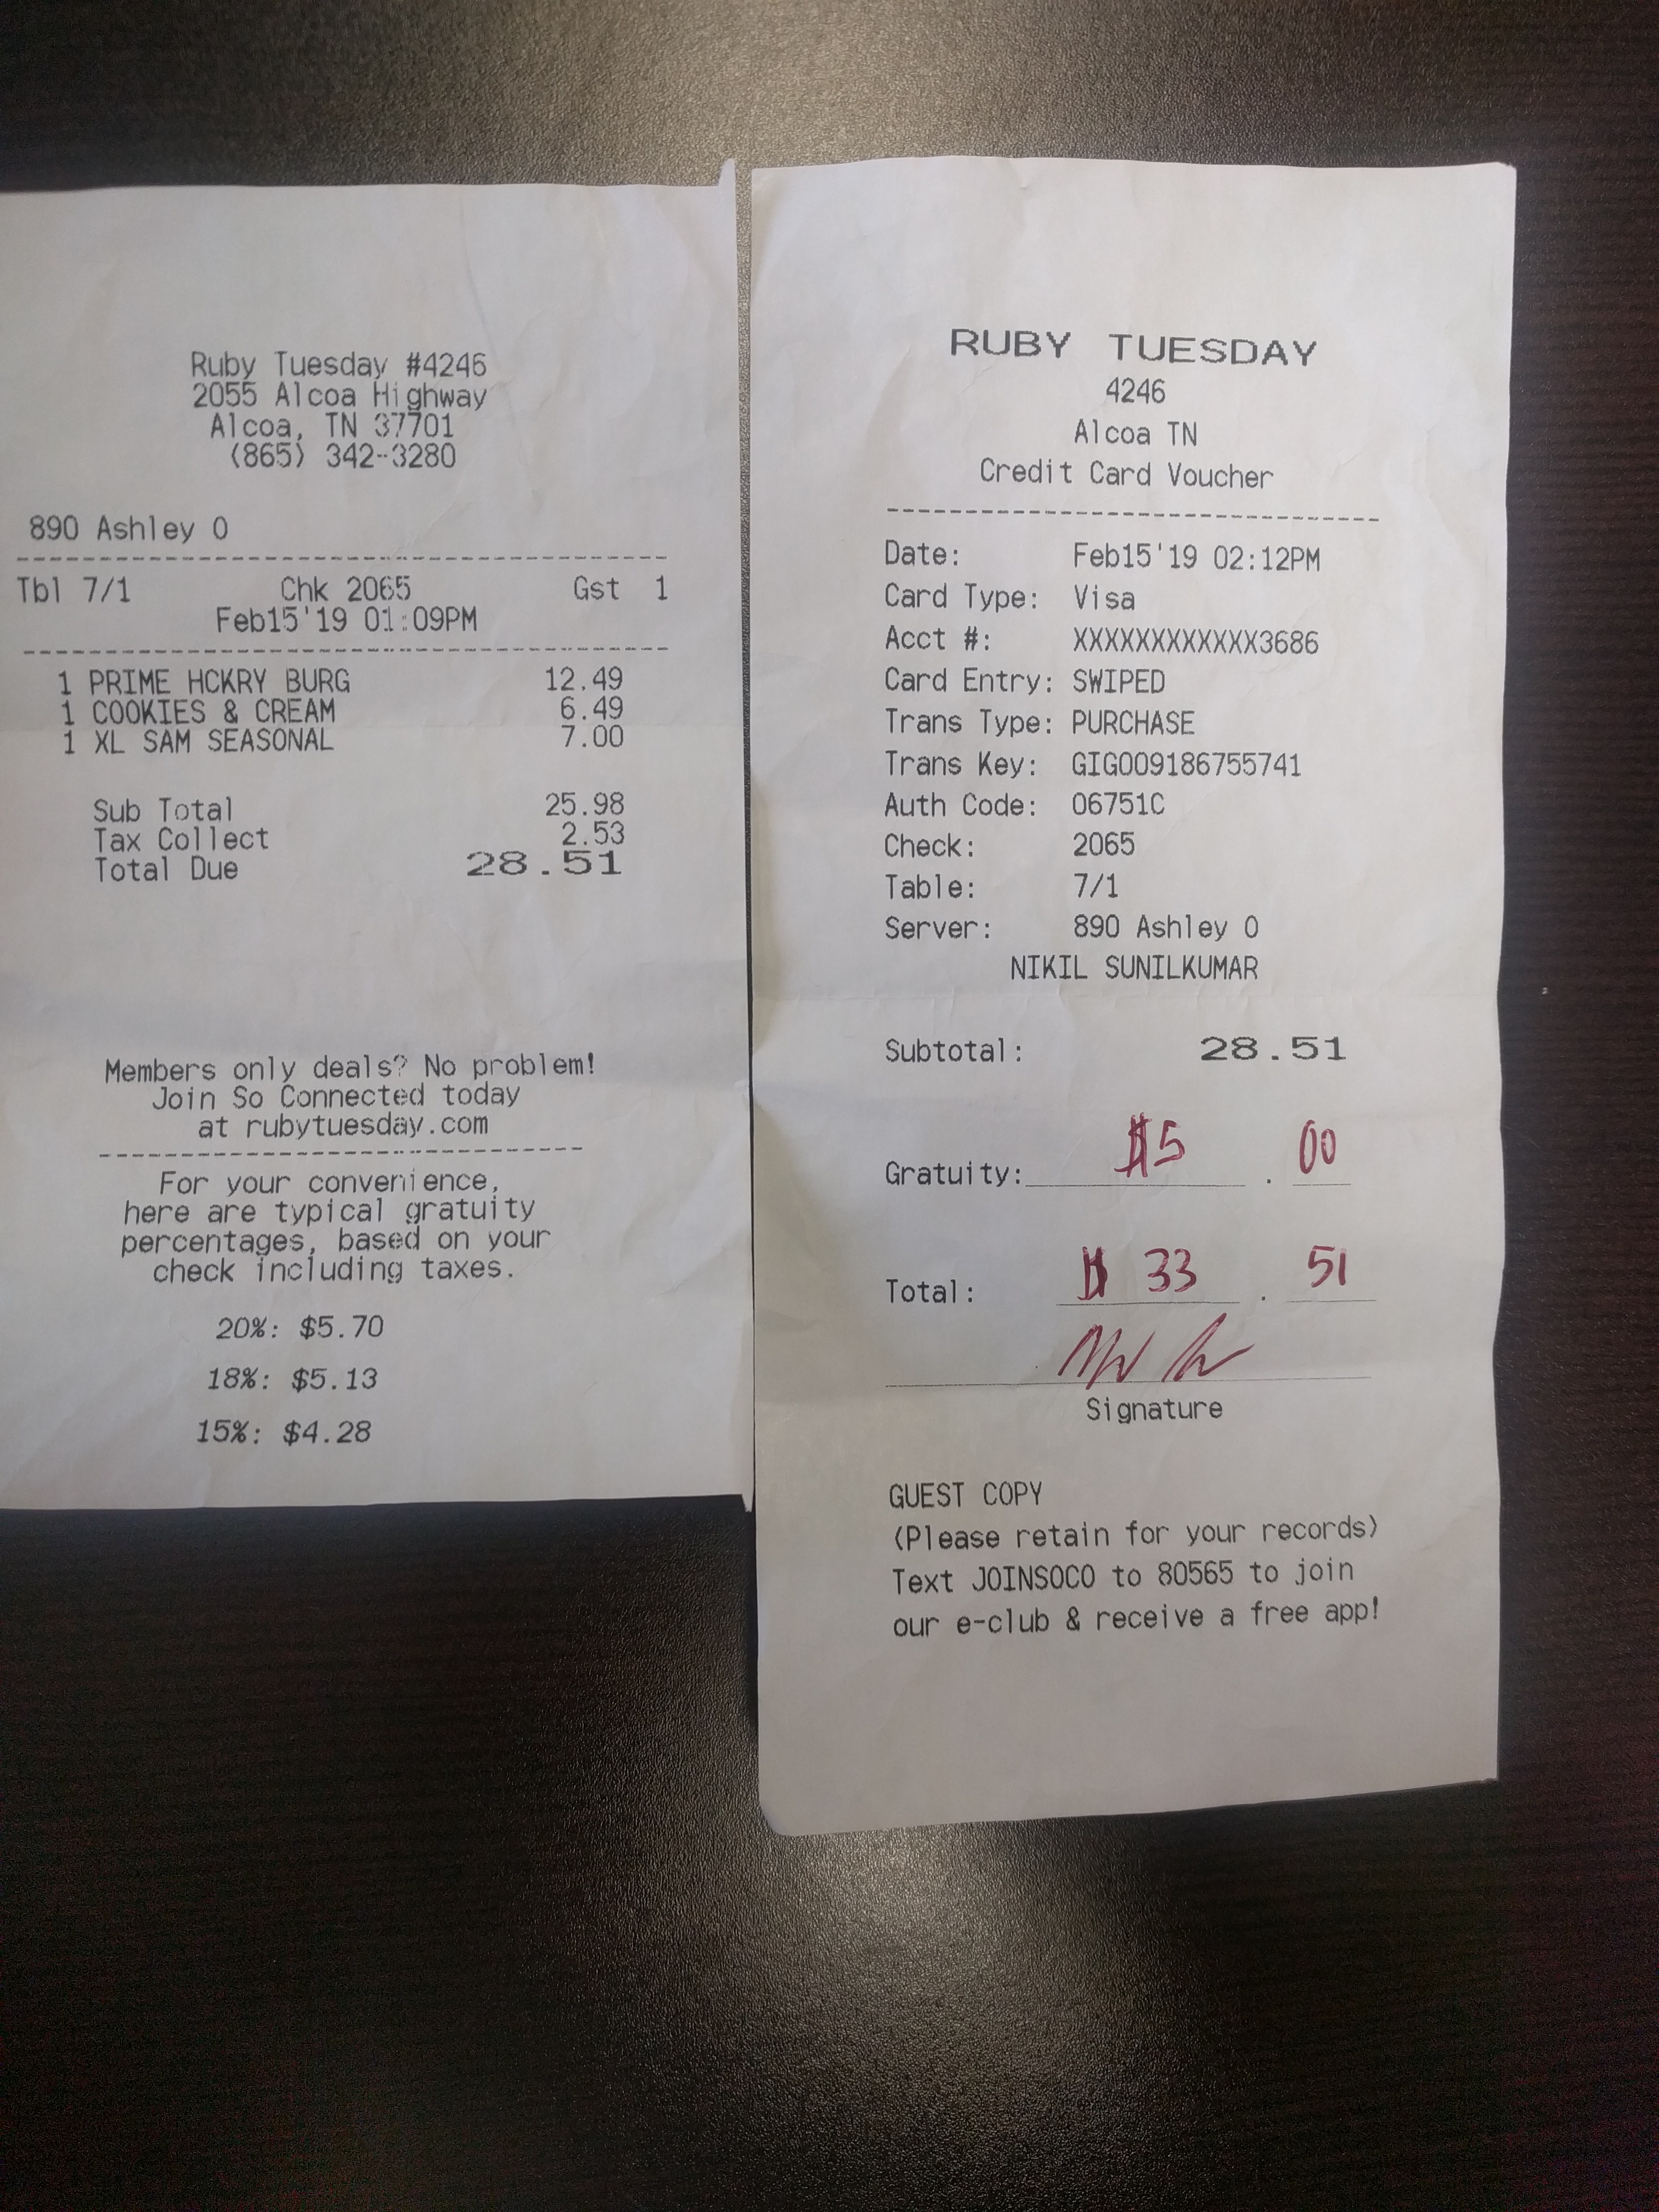 Ruby Tuesday #4246
2055 Alcoa Highway
Alcoa, TN 37701
(865) 342-3280
890 Ashley O
Tbl 7/1 Chk 2065 Gst 1
Feb15'19 01:09PM
1 PRIME HCKRY BURG 12.49
1 COOKIES & CREAM 6.49
1 XL SAM SEASONAL 7.00
Sub Total 25.98
Tax Collect 2.53
Total Due 28.51
Members only deals? No problem!
Join So Connected today
at rubytuesday.com
For your convenience,
here are typical gratuity
percentages, based on your
check including taxes.
20%: $5.70
18%: $5.13
15%: $4.28
RUBY TUESDAY
4246
Alcoa TN
Credit Card Voucher
Date: Feb15'19 02:12PM
Card Type: Visa
Acct #: XXXXXXXXXXXX3686
Card Entry: SWIPED
Trans Type: PURCHASE
Trans Key: GIG009186755741
Auth Code: 06751C
Check: 2065
Table: 7/1
Server: 890 Ashley O
NIKIL SUNILKUMAR
Subtotal: 28.51
Gratuity: $5 . 00
Total: $ 33 . 51
Signature
GUEST COPY
(Please retain for your records)
Text JOINSOCO to 80565 to join
our e-club & receive a free app!